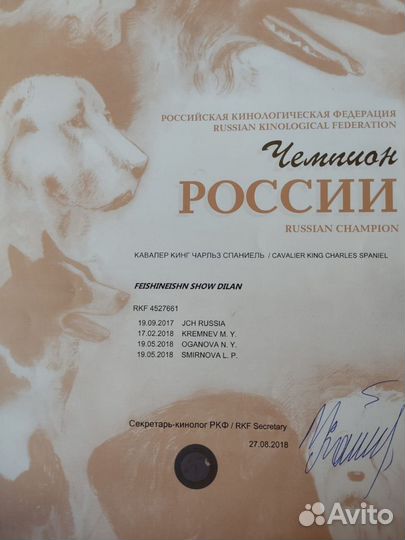 РОССИЙСКАЯ КИНОЛОГИЧЕСКАЯ ФЕДЕРАЦИЯ
RUSSIAN KINOLOGICAL FEDERATION
Чемпион
РОССИИ
RUSSIAN CHAMPION
КАВАЛЕР КИНГ ЧАРЛЬЗ СПАНИЕЛЬ / CAVALIER KING CHARLES SPANIEL
FEISHINEISHN SHOW DILAN
RKF 4527661
19.09.2017 JCH RUSSIA
17.02.2018 KREMNEV M. Y.
19.05.2018 OGANOVA N. Y.
19.05.2018 SMIRNOVA L. P.
Секретарь-кинолог РКФ / RKF Secretary
27.08.2018
Avito